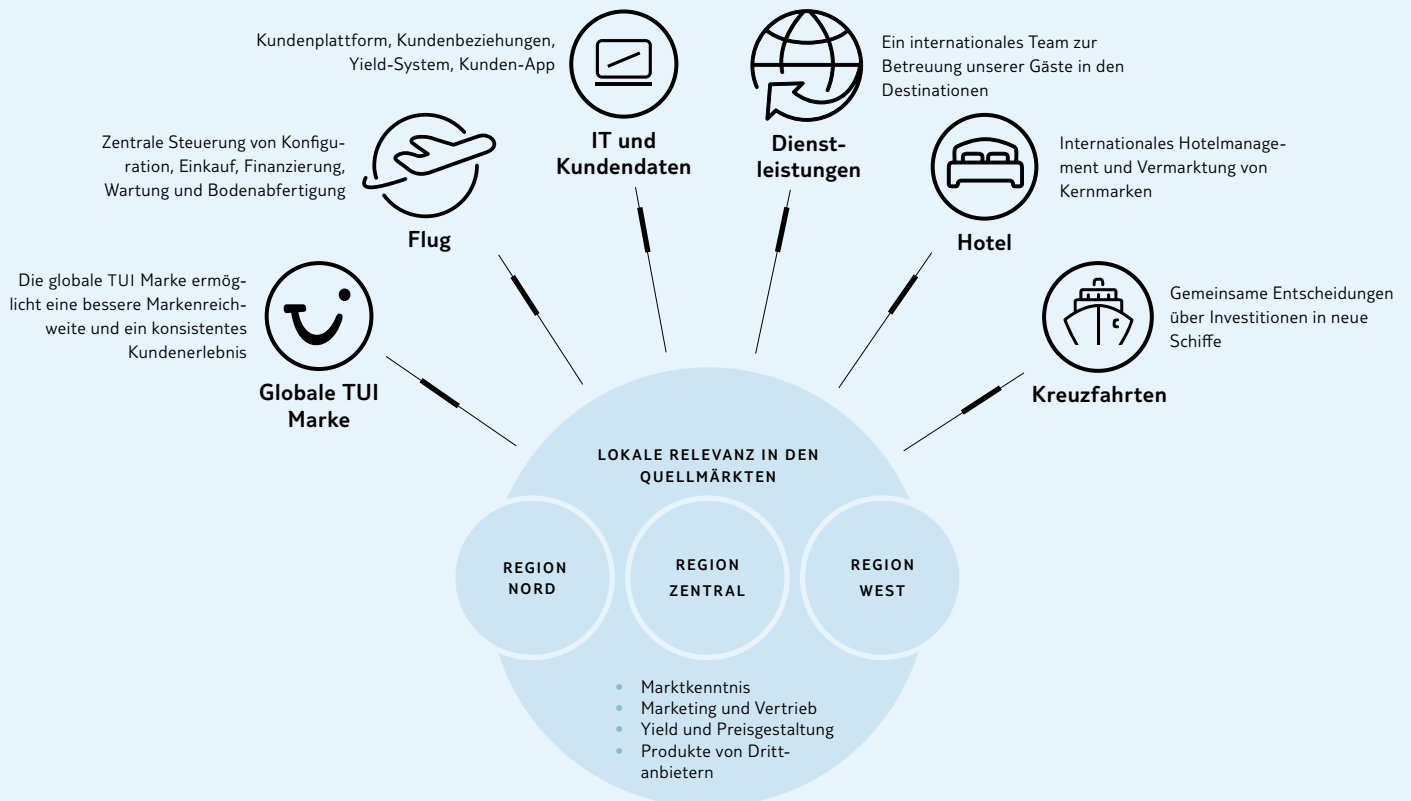 Kundenplattform, Kundenbeziehungen,
Yield-System, Kunden-App
IT und
Kundendaten
Ein internationales Team zur
Betreuung unserer Gäste in den
Destinationen
Dienst-
leistungen
Zentrale Steuerung von Konfigu-
ration, Einkauf, Finanzierung,
Wartung und Bodenabfertigung
Flug
Internationales Hotelmanage-
ment und Vermarktung von
Kernmarken
Hotel
Die globale TUI Marke ermög-
licht eine bessere Markenreich-
weite und ein konsistentes
Kundenerlebnis
Globale TUI
Marke
Gemeinsame Entscheidungen
über Investitionen in neue
Schiffe
Kreuzfahrten
LOKALE RELEVANZ IN DEN
QUELLMÄRKTEN
REGION
NORD
REGION
ZENTRAL
REGION
WEST
• Marktkenntnis
• Marketing und Vertrieb
• Yield und Preisgestaltung
• Produkte von Dritt-
anbietern